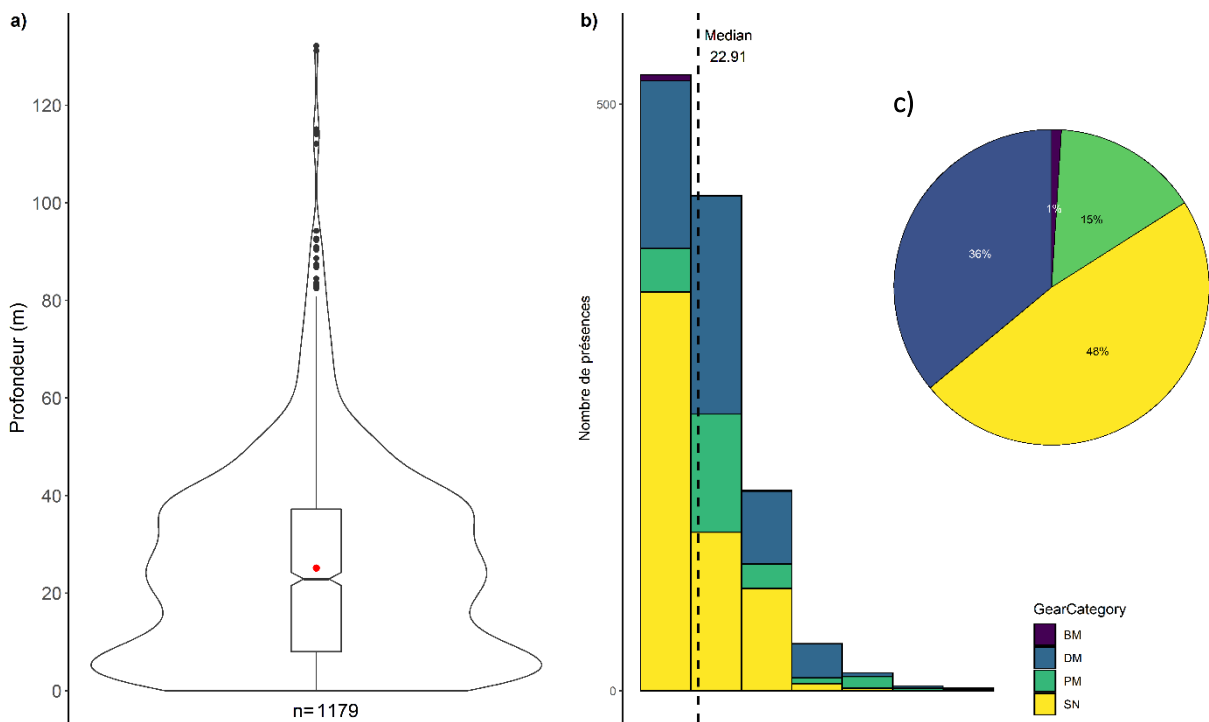 a)
Profondeur (m)
120
100
80
60
40
20
0
n= 1179
b)
Nombre de présences
500
0
Median
22.91
c)
1%
15%
36%
48%
GearCategory
BM
DM
PM
SN